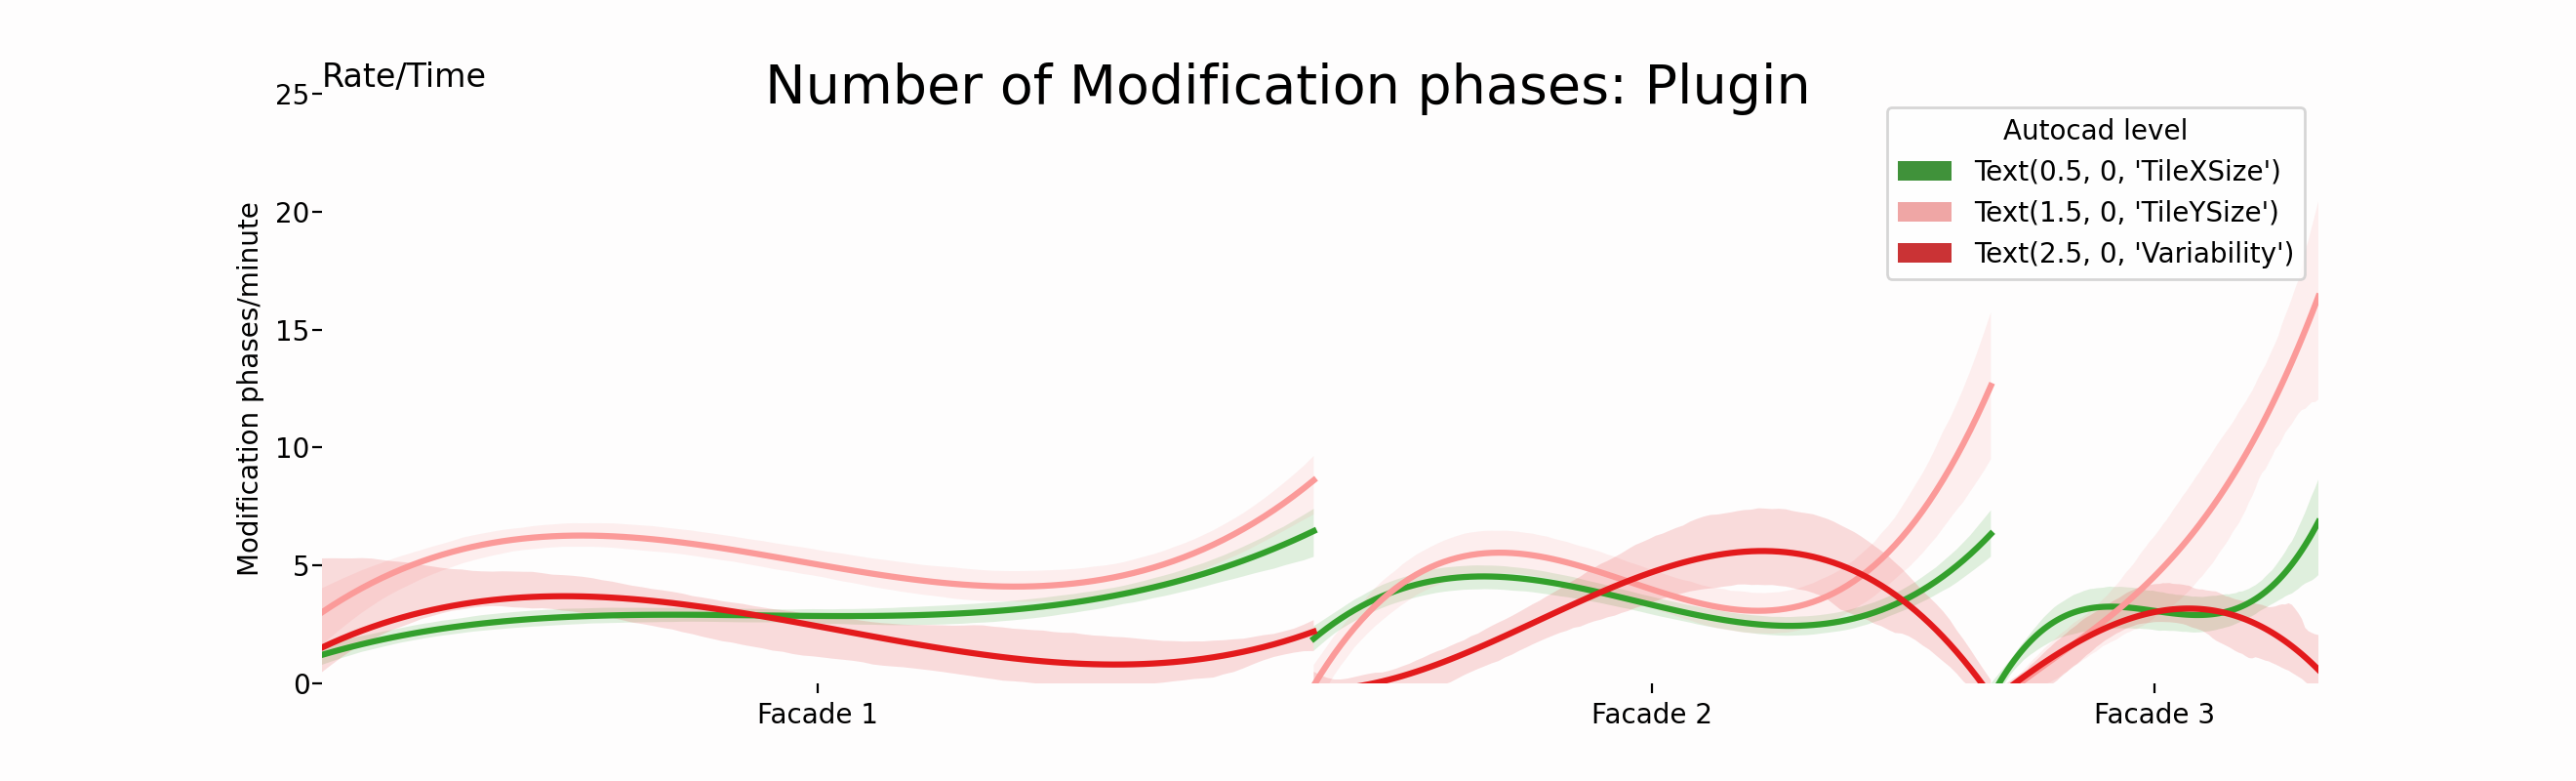 Rate/Time
Number of Modification phases: Plugin
Modification phases/minute
25
20
15
10
5
0
Autocad level
Text(0.5, 0, 'TileXSize')
Text(1.5, 0, 'TileYSize')
Text(2.5, 0, 'Variability')
Facade 1
Facade 2
Facade 3